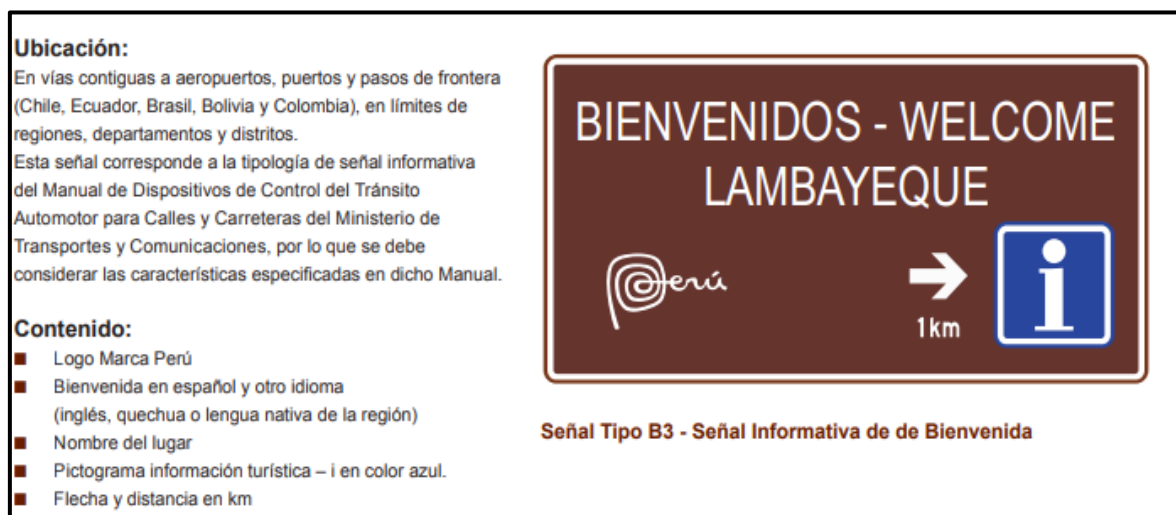 Ubicación:
En vías contiguas a aeropuertos, puertos y pasos de frontera
(Chile, Ecuador, Brasil, Bolivia y Colombia), en límites de
regiones, departamentos y distritos.
Esta señal corresponde a la tipología de señal informativa
del Manual de Dispositivos de Control del Tránsito
Automotor para Calles y Carreteras del Ministerio de
Transportes y Comunicaciones, por lo que se debe
considerar las características especificadas en dicho Manual.
Contenido:
■ Logo Marca Perú
■ Bienvenida en español y otro idioma
(inglés, quechua o lengua nativa de la región)
■ Nombre del lugar
■ Pictograma información turística – i en color azul.
■ Flecha y distancia en km
BIENVENIDOS - WELCOME
LAMBAYEQUE
Perú
1km
i
Señal Tipo B3 - Señal Informativa de de Bienvenida